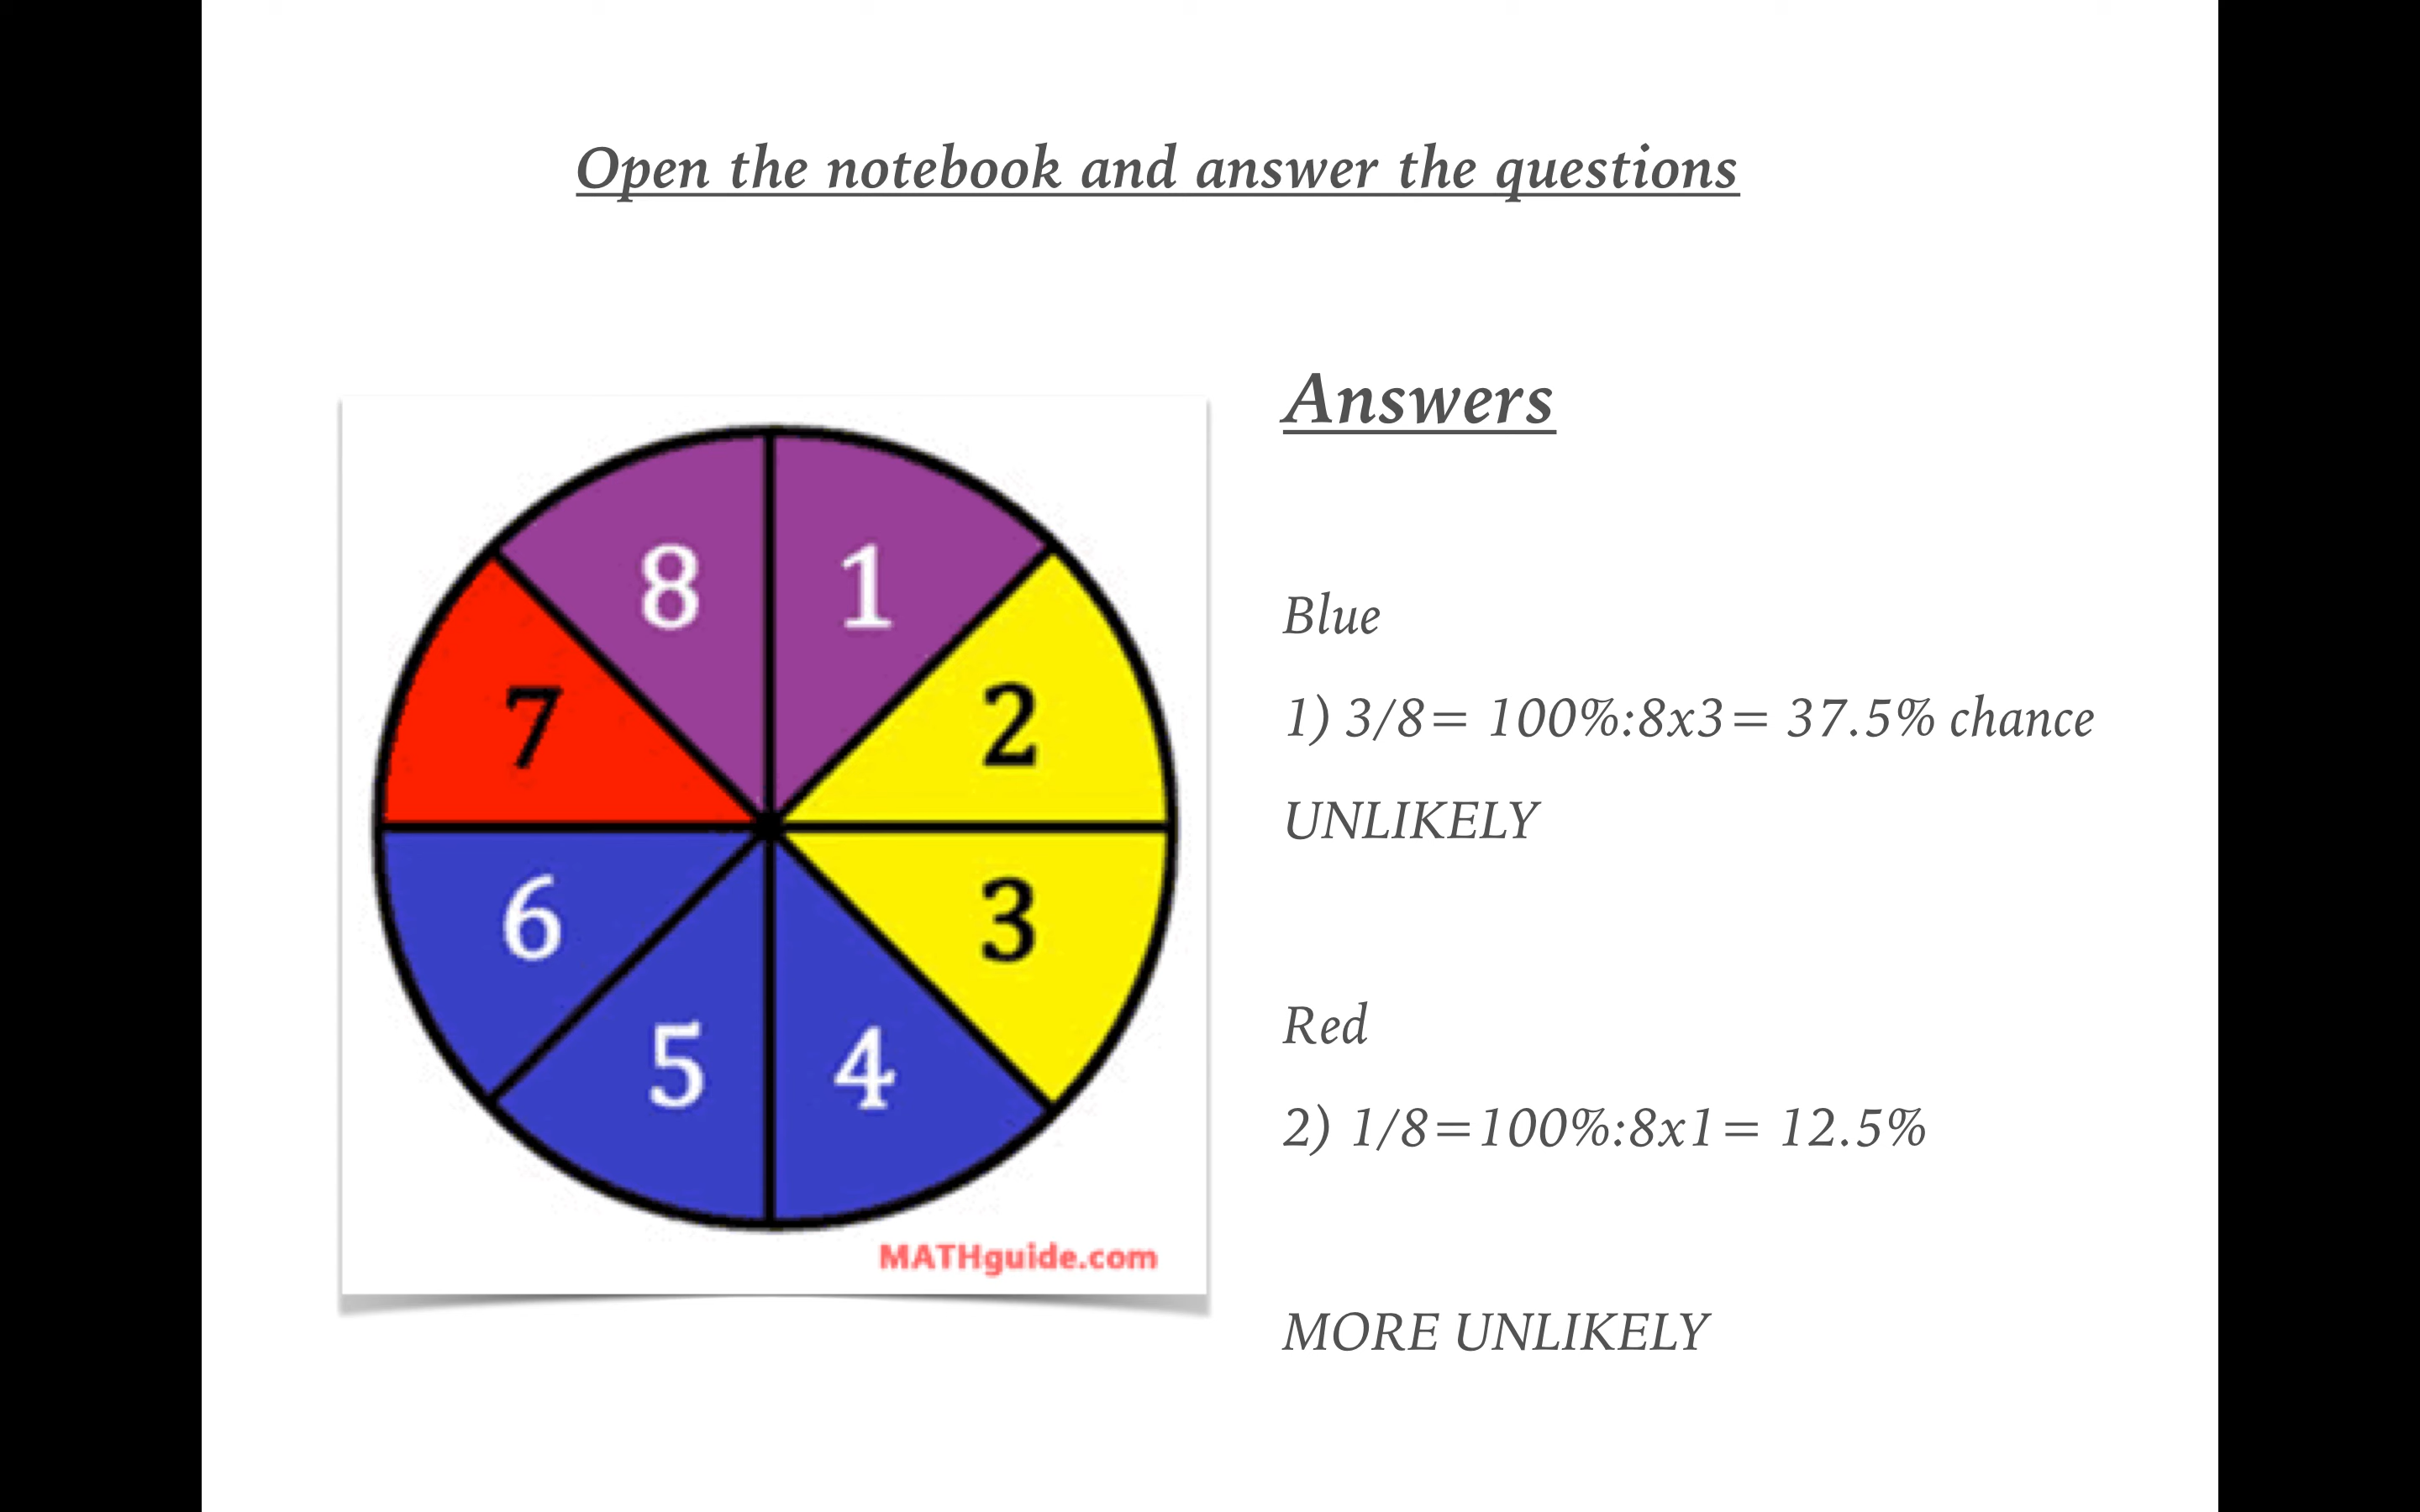 Open the notebook and answer the questions
8 1
7 2
6 3
5 4
MATHguide.com
Answers
Blue
1) 3/8= 100%:8x3= 37.5% chance
UNLIKELY
Red
2) 1/8=100%:8x1= 12.5%
MORE UNLIKELY